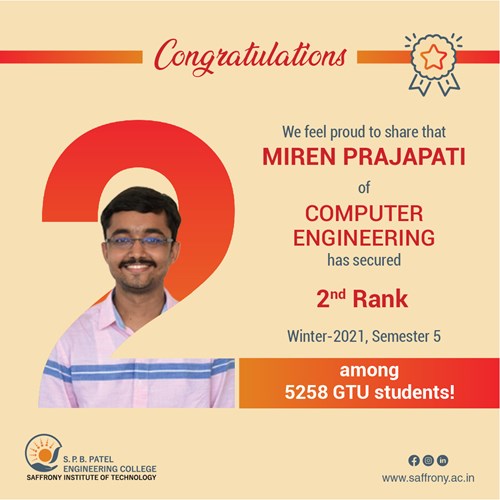 Congratulations
We feel proud to share that
MIREN PRAJAPATI
of
COMPUTER
ENGINEERING
has secured
2nd Rank
Winter-2021, Semester 5
among
5258 GTU students!
2
S. P. B. PATEL
ENGINEERING COLLEGE
SAFFRONY INSTITUTE OF TECHNOLOGY
www.saffrony.ac.in